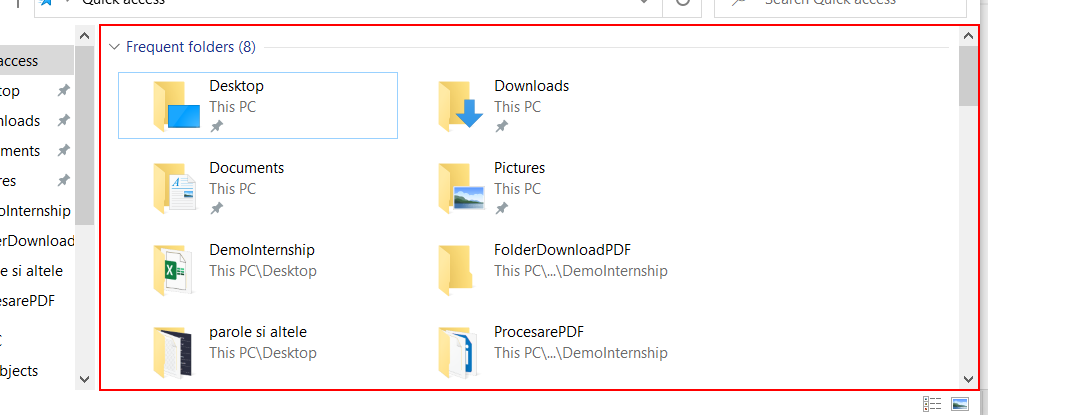 Quick access
Search Quick access
access
Frequent folders (8)
top
nloads
ments
res
oInternship
erDownload
e si altele
esarePDF
bjects
Desktop
This PC
Downloads
This PC
Documents
This PC
Pictures
This PC
DemoInternship
This PC\Desktop
FolderDownloadPDF
This PC\...\DemoInternship
parole si altele
This PC\Desktop
ProcesarePDF
This PC\...\DemoInternship